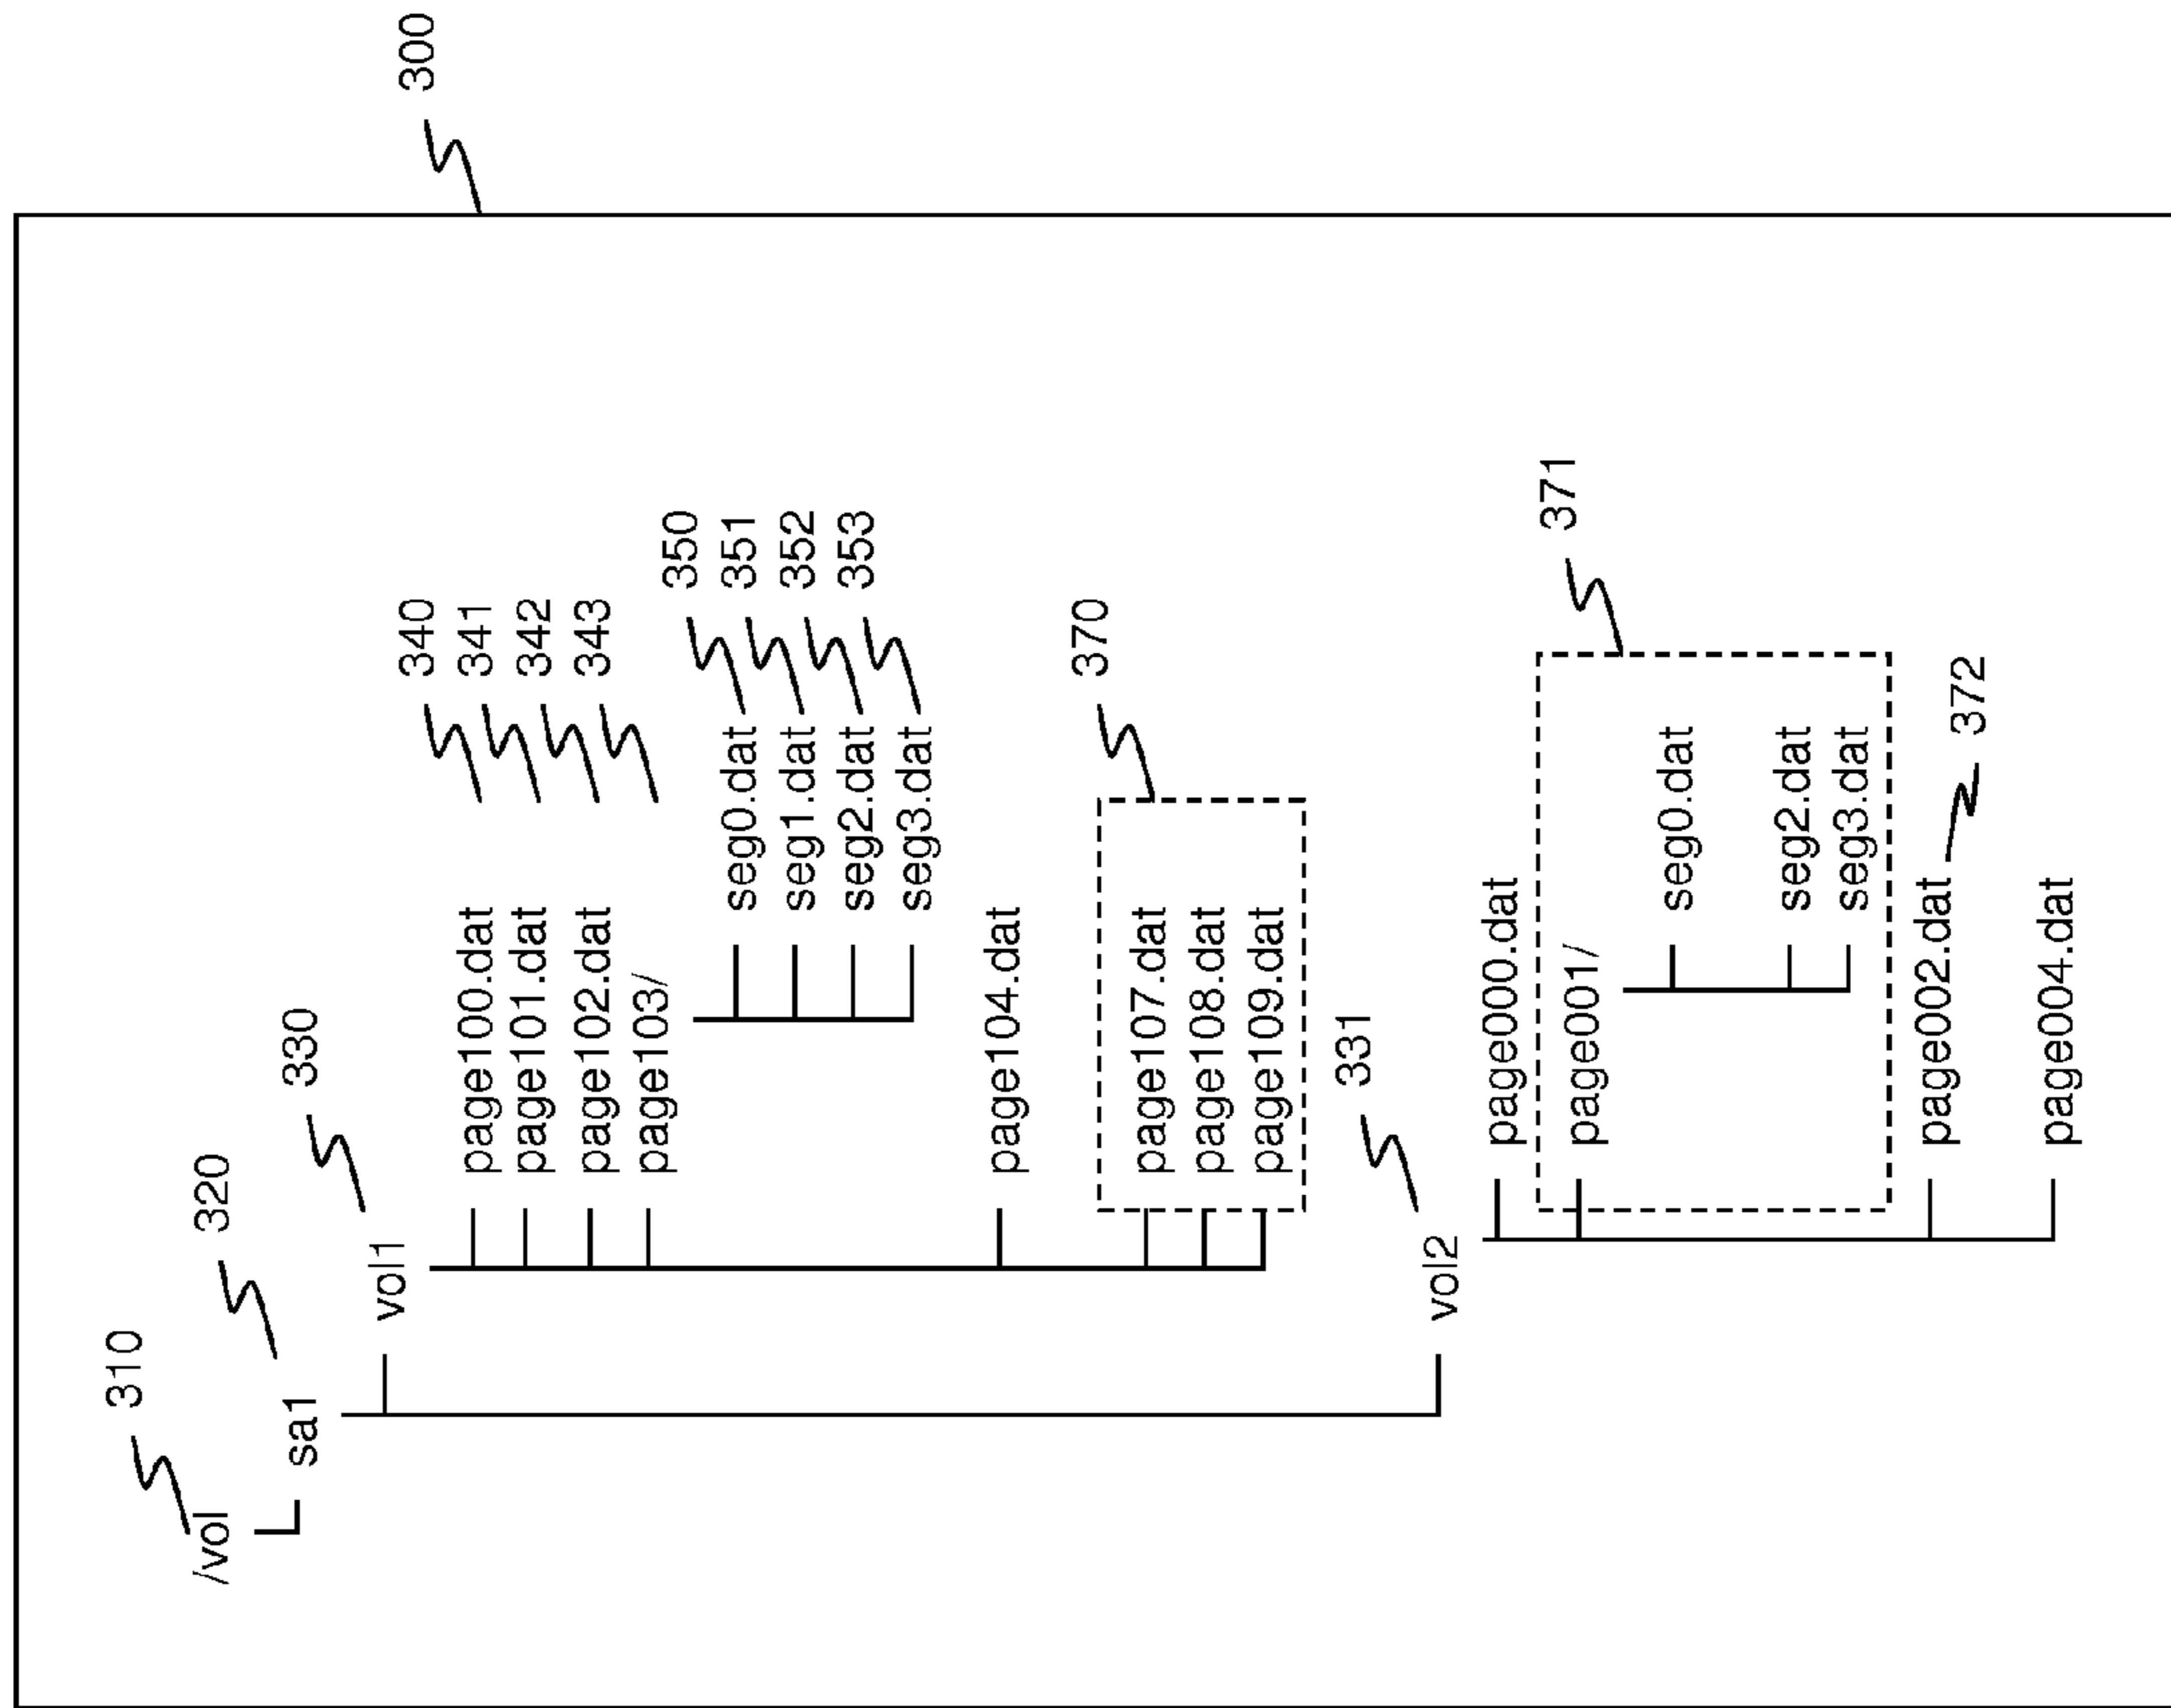 300
/vol 310
sa1 320
vol1 330
page100.dat 340
page101.dat 341
page102.dat 342
page103/ 343
seg0.dat 350
seg1.dat 351
seg2.dat 352
seg3.dat 353
page104.dat
370
page107.dat
page108.dat
page109.dat
vol2 331
page000.dat
page001/ 371
seg0.dat
seg2.dat
seg3.dat
page002.dat 372
page004.dat